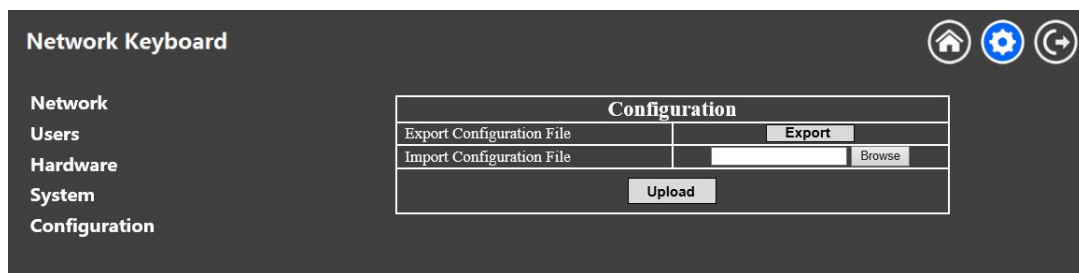 Network Keyboard
Network
Users
Hardware
System
Configuration
Configuration
Export Configuration File Export
Import Configuration File Browse
Upload